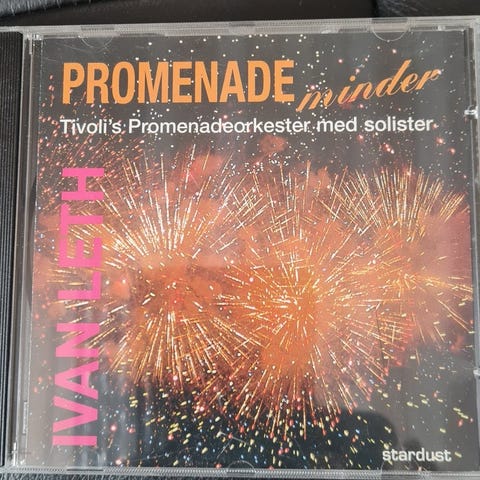 PROMENADE
minder
Tivoli's Promenadeorkester med solister
IVAN LETH
stardust